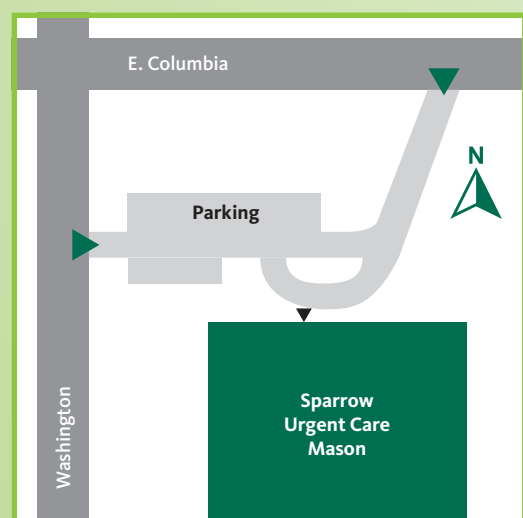 E. Columbia
N
Parking
Washington
Sparrow
Urgent Care
Mason